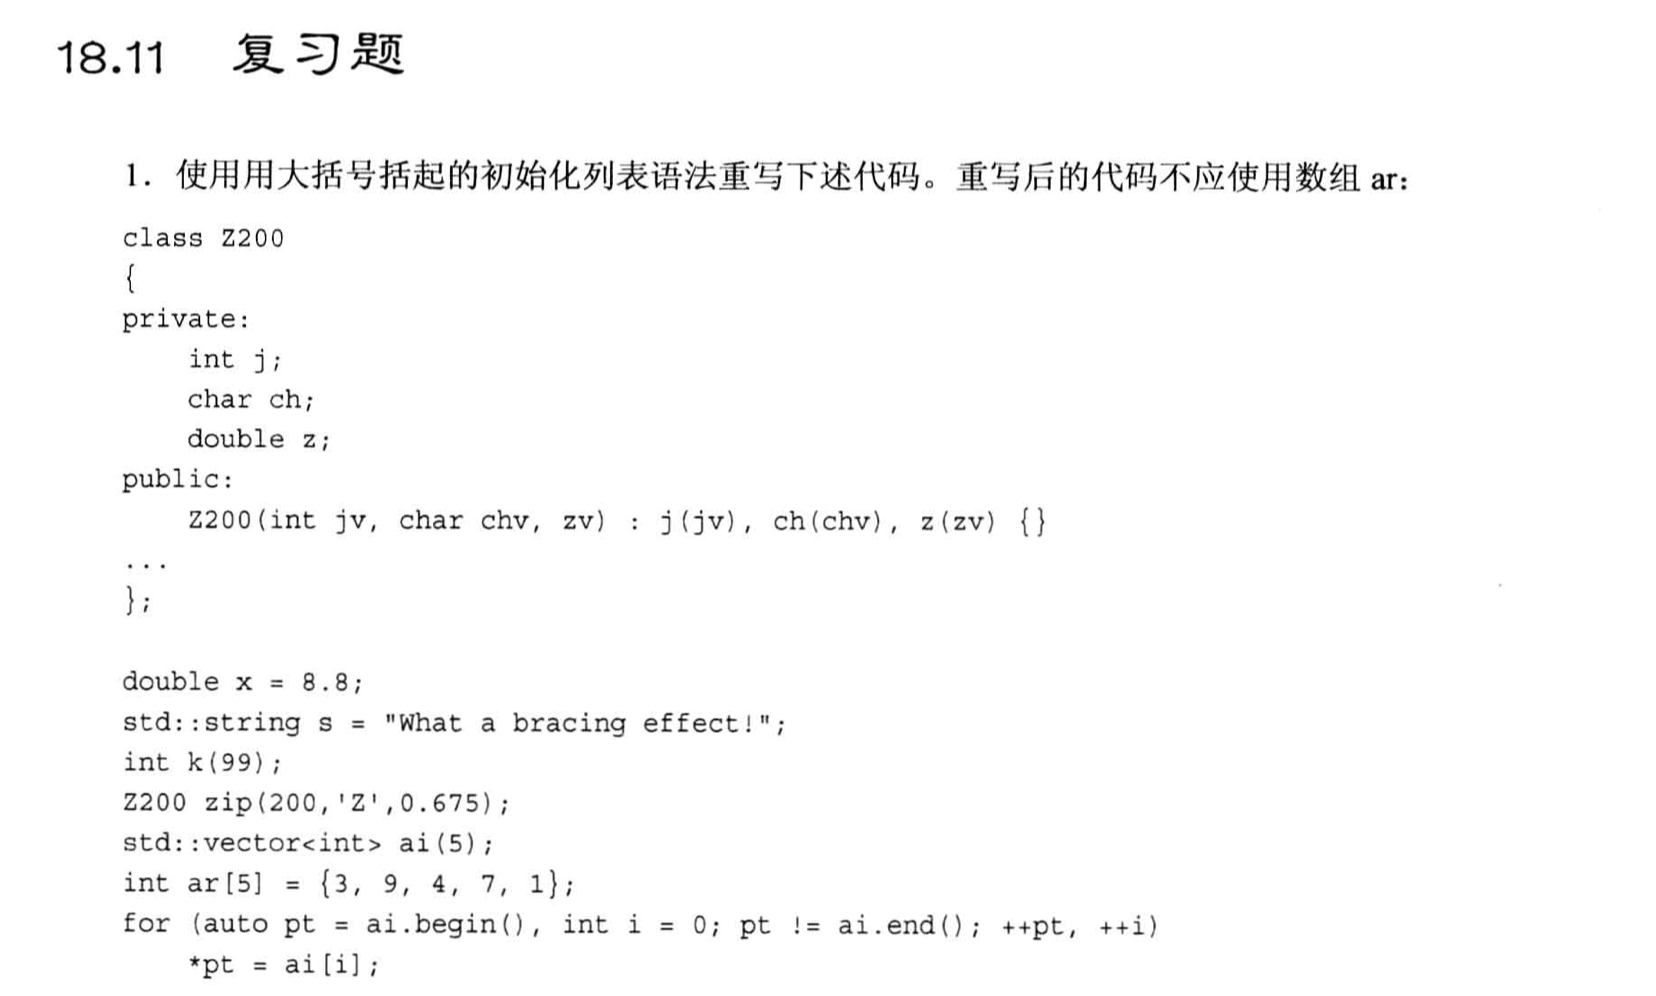 18.11 复习题
1. 使用用大括号括起的初始化列表语法重写下述代码。重写后的代码不应使用数组 ar:
class Z200
{
private:
    int j;
    char ch;
    double z;
public:
    Z200(int jv, char chv, zv) : j(jv), ch(chv), z(zv) {}
...
};
double x = 8.8;
std::string s = "What a bracing effect!";
int k(99);
Z200 zip(200,'Z',0.675);
std::vector<int> ai(5);
int ar[5] = {3, 9, 4, 7, 1};
for (auto pt = ai.begin(), int i = 0; pt != ai.end(); ++pt, ++i)
    *pt = ai[i];